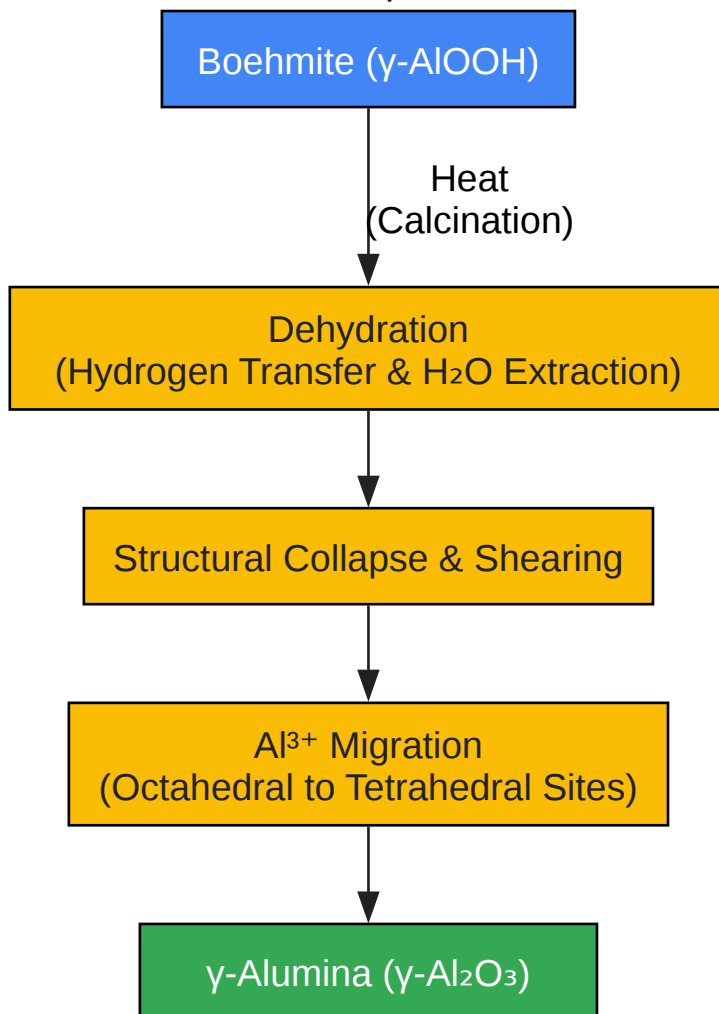 Boehmite (γ-AlOOH)
Heat
(Calcination)
Dehydration
(Hydrogen Transfer & H₂O Extraction)
Structural Collapse & Shearing
Al³⁺ Migration
(Octahedral to Tetrahedral Sites)
γ-Alumina (γ-Al₂O₃)